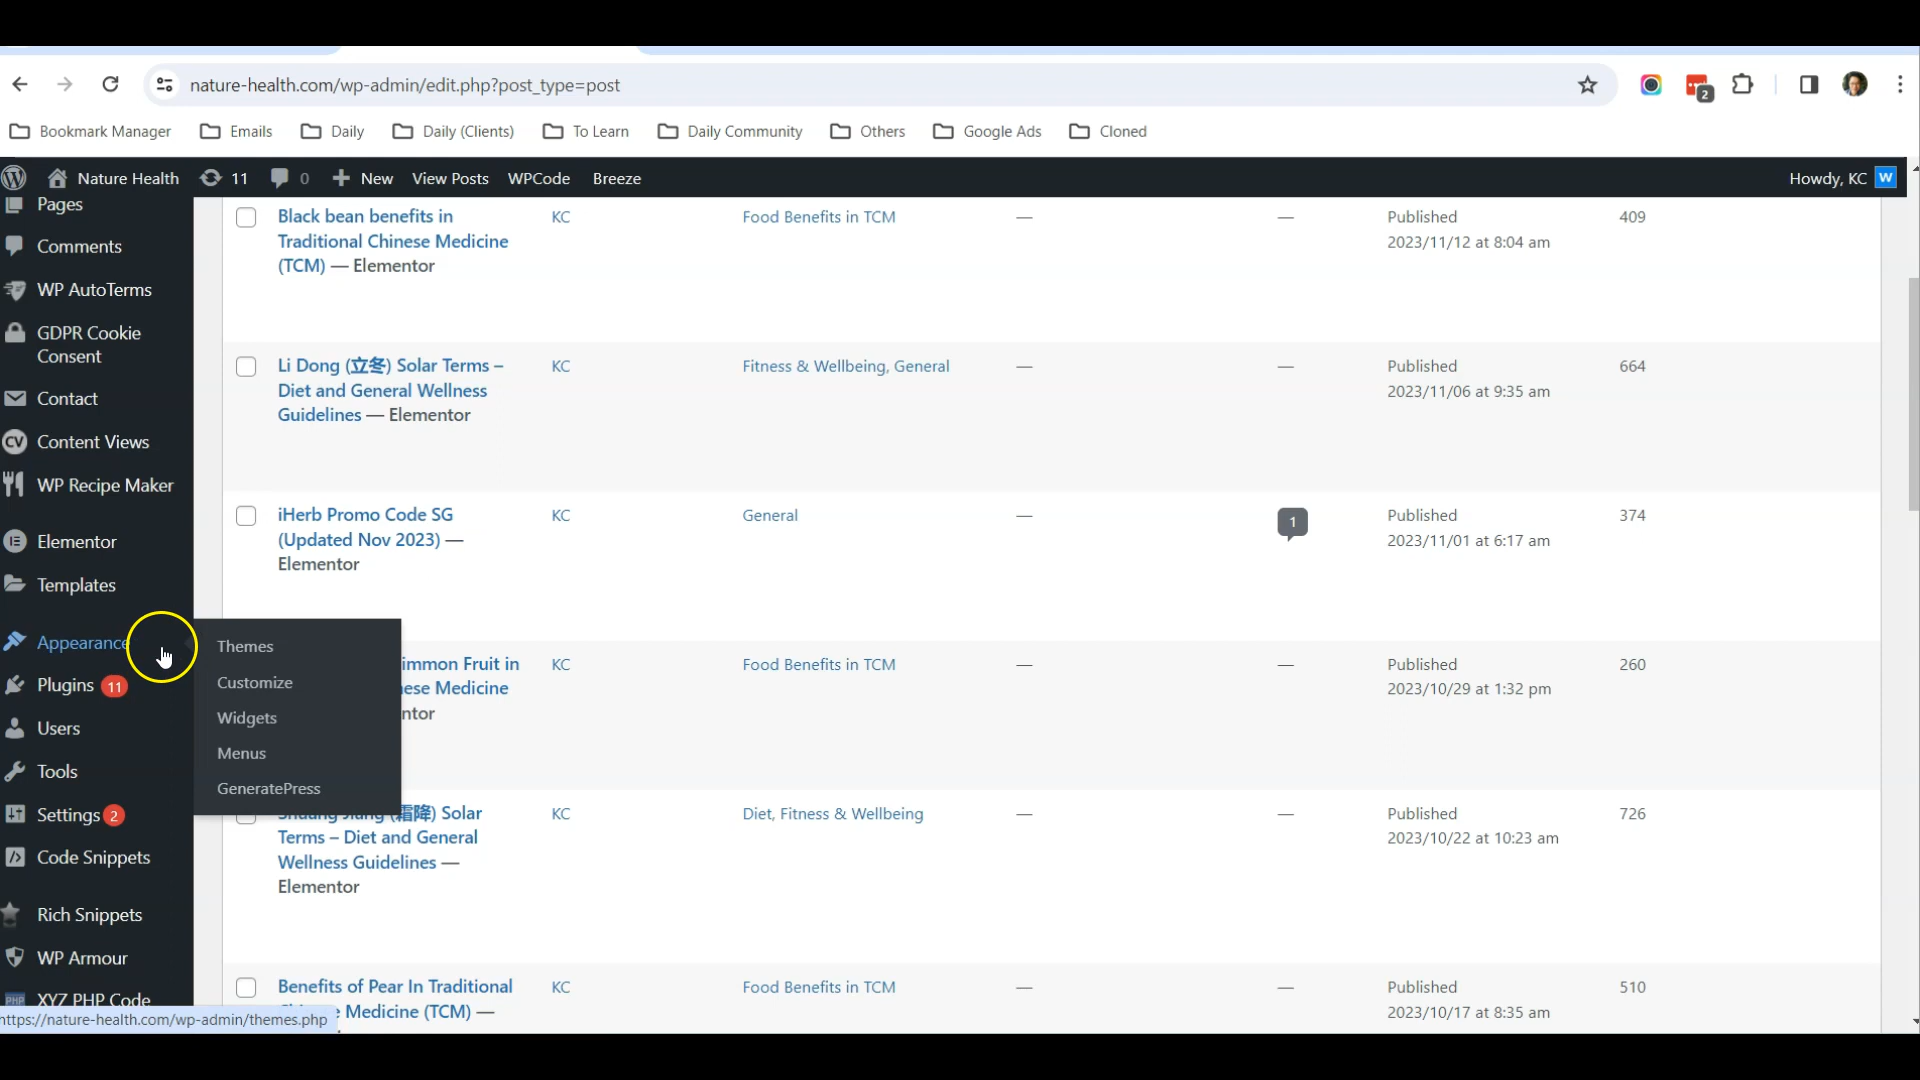 nature-health.com/wp-admin/edit.php?post_type=post
2
Bookmark Manager Emails Daily Daily (Clients) To Learn Daily Community Others Google Ads Cloned
Nature Health 11 0 New View Posts WPCode Breeze Howdy, KC W
Pages
Comments
WP AutoTerms
GDPR Cookie
Consent
Contact
CV Content Views
WP Recipe Maker
Elementor
Templates
Appearance
Plugins 11
Users
Tools
Settings 2
Code Snippets
Rich Snippets
WP Armour
PHP XYZ PHP Code
Themes
Customize
Widgets
Menus
GeneratePress
Black bean benefits in
Traditional Chinese Medicine
(TCM) — Elementor
KC
Food Benefits in TCM
—
—
Published
2023/11/12 at 8:04 am
409
Li Dong (立冬) Solar Terms –
Diet and General Wellness
Guidelines — Elementor
KC
Fitness & Wellbeing, General
—
—
Published
2023/11/06 at 9:35 am
664
iHerb Promo Code SG
(Updated Nov 2023) —
Elementor
KC
General
—
1
Published
2023/11/01 at 6:17 am
374
immon Fruit in
nese Medicine
ntor
KC
Food Benefits in TCM
—
—
Published
2023/10/29 at 1:32 pm
260
Shuang Jiang (霜降) Solar
Terms – Diet and General
Wellness Guidelines —
Elementor
KC
Diet, Fitness & Wellbeing
—
—
Published
2023/10/22 at 10:23 am
726
Benefits of Pear In Traditional
Medicine (TCM) —
KC
Food Benefits in TCM
—
—
Published
2023/10/17 at 8:35 am
510
https://nature-health.com/wp-admin/themes.php